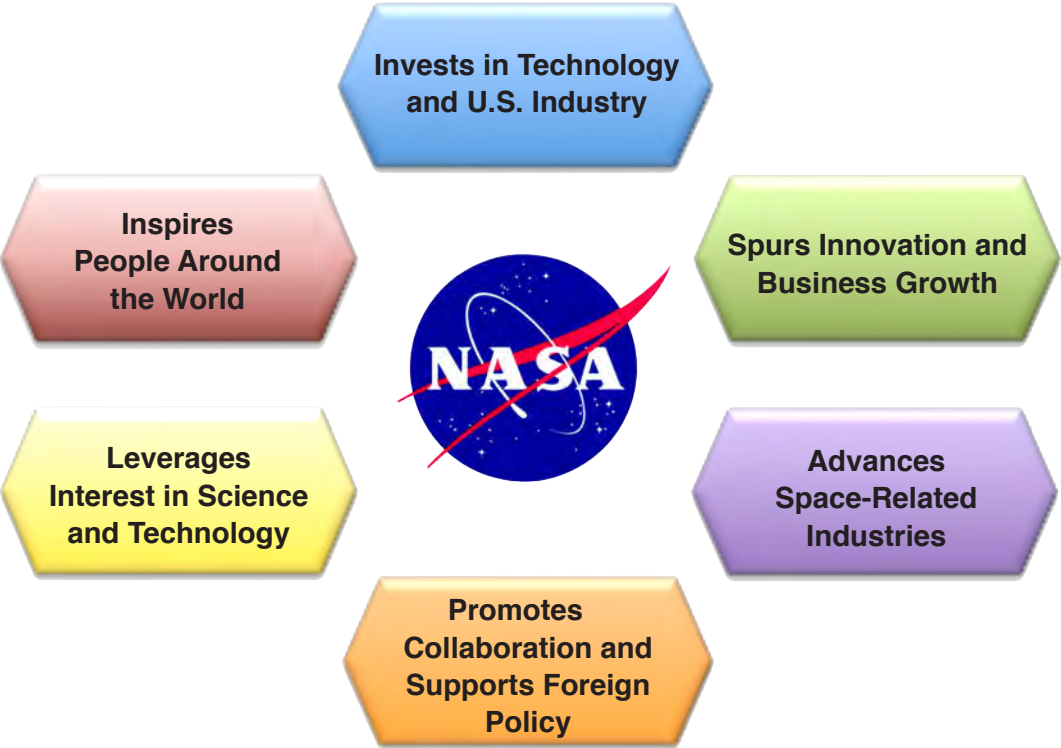 Invests in Technology
and U.S. Industry
Inspires
People Around
the World
Spurs Innovation and
Business Growth
NASA
Leverages
Interest in Science
and Technology
Advances
Space-Related
Industries
Promotes
Collaboration and
Supports Foreign
Policy